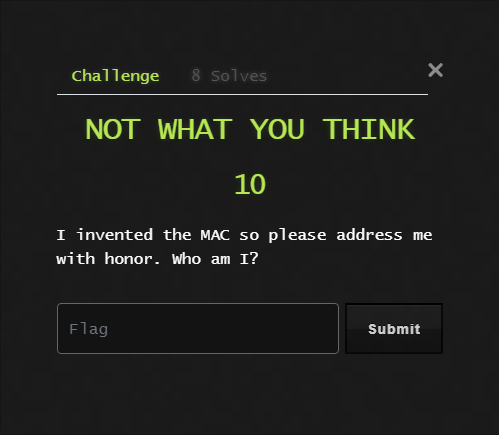 Challenge 8 Solves ×
NOT WHAT YOU THINK
10
I invented the MAC so please address me
with honor. Who am I?
Flag Submit